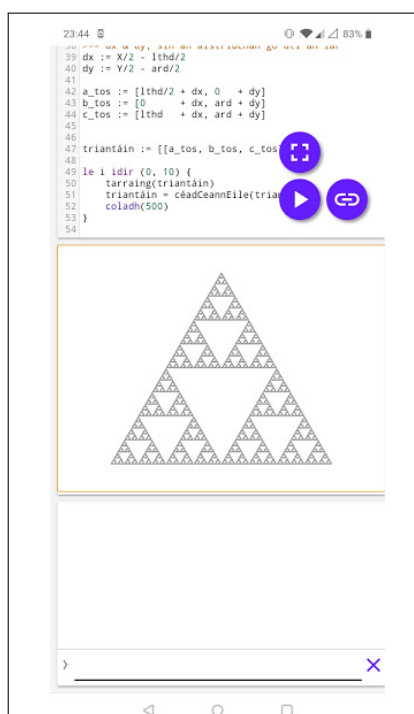 23:44 83%
38 --- dx & dy, sin an aistriúchán go dtí an lár
39 dx := X/2 - lthd/2
40 dy := Y/2 - ard/2
41
42 a_tos := [lthd/2 + dx, 0 + dy]
43 b_tos := [0 + dx, ard + dy]
44 c_tos := [lthd + dx, ard + dy]
45
46
47 triantáin := [[a_tos, b_tos, c_tos
48
49 le i idir (0, 10) {
50 tarraing(triantáin)
51 triantáin = céadCeannEile(tria
52 coladh(500)
53 }
54